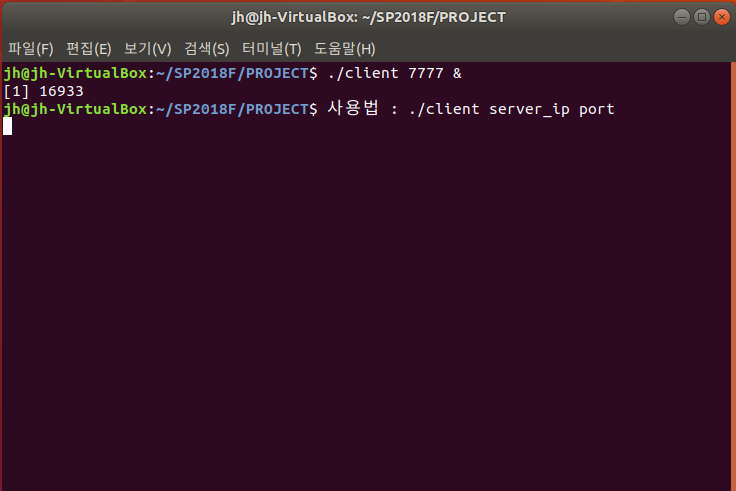 jh@jh-VirtualBox: ~/SP2018F/PROJECT
파일(F) 편집(E) 보기(V) 검색(S) 터미널(T) 도움말(H)
jh@jh-VirtualBox:~/SP2018F/PROJECT$ ./client 7777 &
[1] 16933
jh@jh-VirtualBox:~/SP2018F/PROJECT$ 사용법 : ./client server_ip port